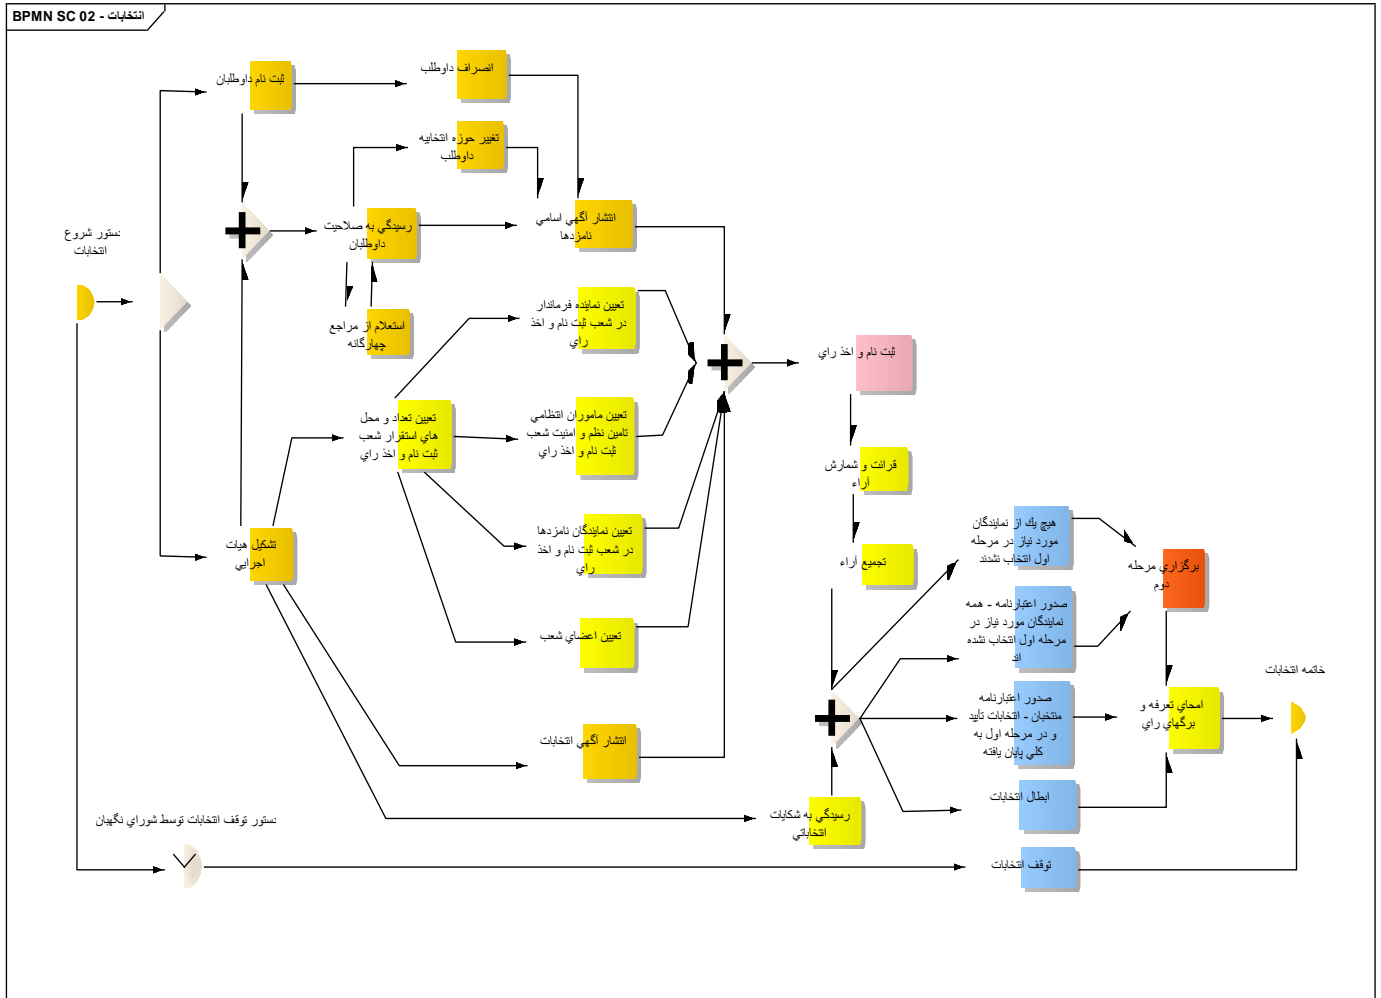 BPMN SC 02 - انتخابات
ثبت نام داوطلبان
انصراف داوطلب
تغيير حوزه انتخابيه
داوطلب
دستور شروع
انتخابات
رسيدگي به صلاحيت
داوطلبان
انتشار آگهي اسامي
نامزدها
استعلام از مراجع
چهارگانه
تعيين نماينده فرماندار
در شعب ثبت نام و اخذ
راي
ثبت نام و اخذ راي
تعيين تعداد و محل
هاي استقرار شعب
ثبت نام و اخذ راي
تعيين ماموران انتظامي
تامين نظم و امنيت شعب
ثبت نام و اخذ راي
قرائت و شمارش
آراء
تشكيل هيات
اجرايي
تعيين نمايندگان نامزدها
در شعب ثبت نام و اخذ
راي
تجميع آراء
هيچ يك از نمايندگان
مورد نياز در مرحله
اول انتخاب نشدند
برگزاري مرحله
دوم
صدور اعتبارنامه - همه
نمايندگان مورد نياز در
مرحله اول انتخاب نشده
اند
تعيين اعضاي شعب
خاتمه انتخابات
صدور اعتبارنامه
منتخبان - انتخابات تأييد
و در مرحله اول به
كلي پايان يافته
امحاي تعرفه و
برگهاي راي
انتشار آگهي انتخابات
ابطال انتخابات
رسيدگي به شكايات
انتخاباتي
دستور توقف انتخابات توسط شوراي نگهبان
توقف انتخابات